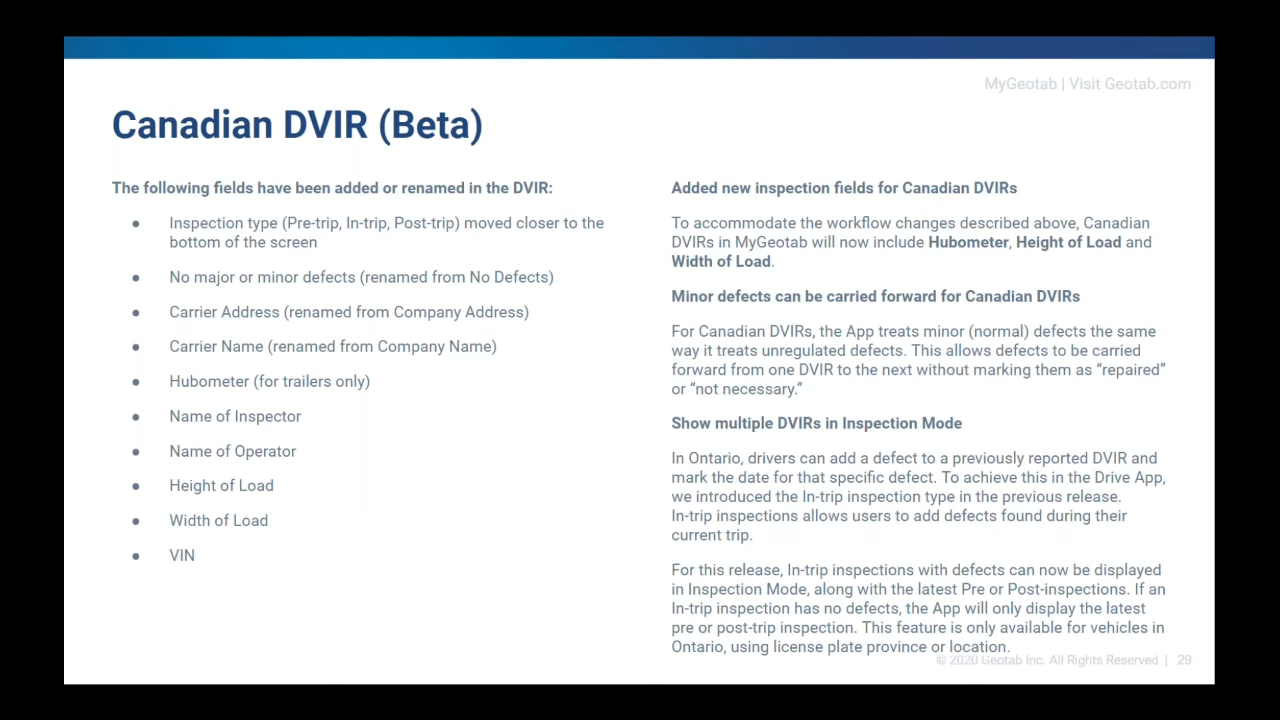 MyGeotab | Visit Geotab.com
Canadian DVIR (Beta)
The following fields have been added or renamed in the DVIR:
● Inspection type (Pre-trip, In-trip, Post-trip) moved closer to the
bottom of the screen
● No major or minor defects (renamed from No Defects)
● Carrier Address (renamed from Company Address)
● Carrier Name (renamed from Company Name)
● Hubometer (for trailers only)
● Name of Inspector
● Name of Operator
● Height of Load
● Width of Load
● VIN
Added new inspection fields for Canadian DVIRs
To accommodate the workflow changes described above, Canadian
DVIRs in MyGeotab will now include Hubometer, Height of Load and
Width of Load.
Minor defects can be carried forward for Canadian DVIRs
For Canadian DVIRs, the App treats minor (normal) defects the same
way it treats unregulated defects. This allows defects to be carried
forward from one DVIR to the next without marking them as “repaired”
or “not necessary.”
Show multiple DVIRs in Inspection Mode
In Ontario, drivers can add a defect to a previously reported DVIR and
mark the date for that specific defect. To achieve this in the Drive App,
we introduced the In-trip inspection type in the previous release.
In-trip inspections allows users to add defects found during their
current trip.
For this release, In-trip inspections with defects can now be displayed
in Inspection Mode, along with the latest Pre or Post-inspections. If an
In-trip inspection has no defects, the App will only display the latest
pre or post-trip inspection. This feature is only available for vehicles in
Ontario, using license plate province or location.
© 2020 Geotab Inc. All Rights Reserved | 29